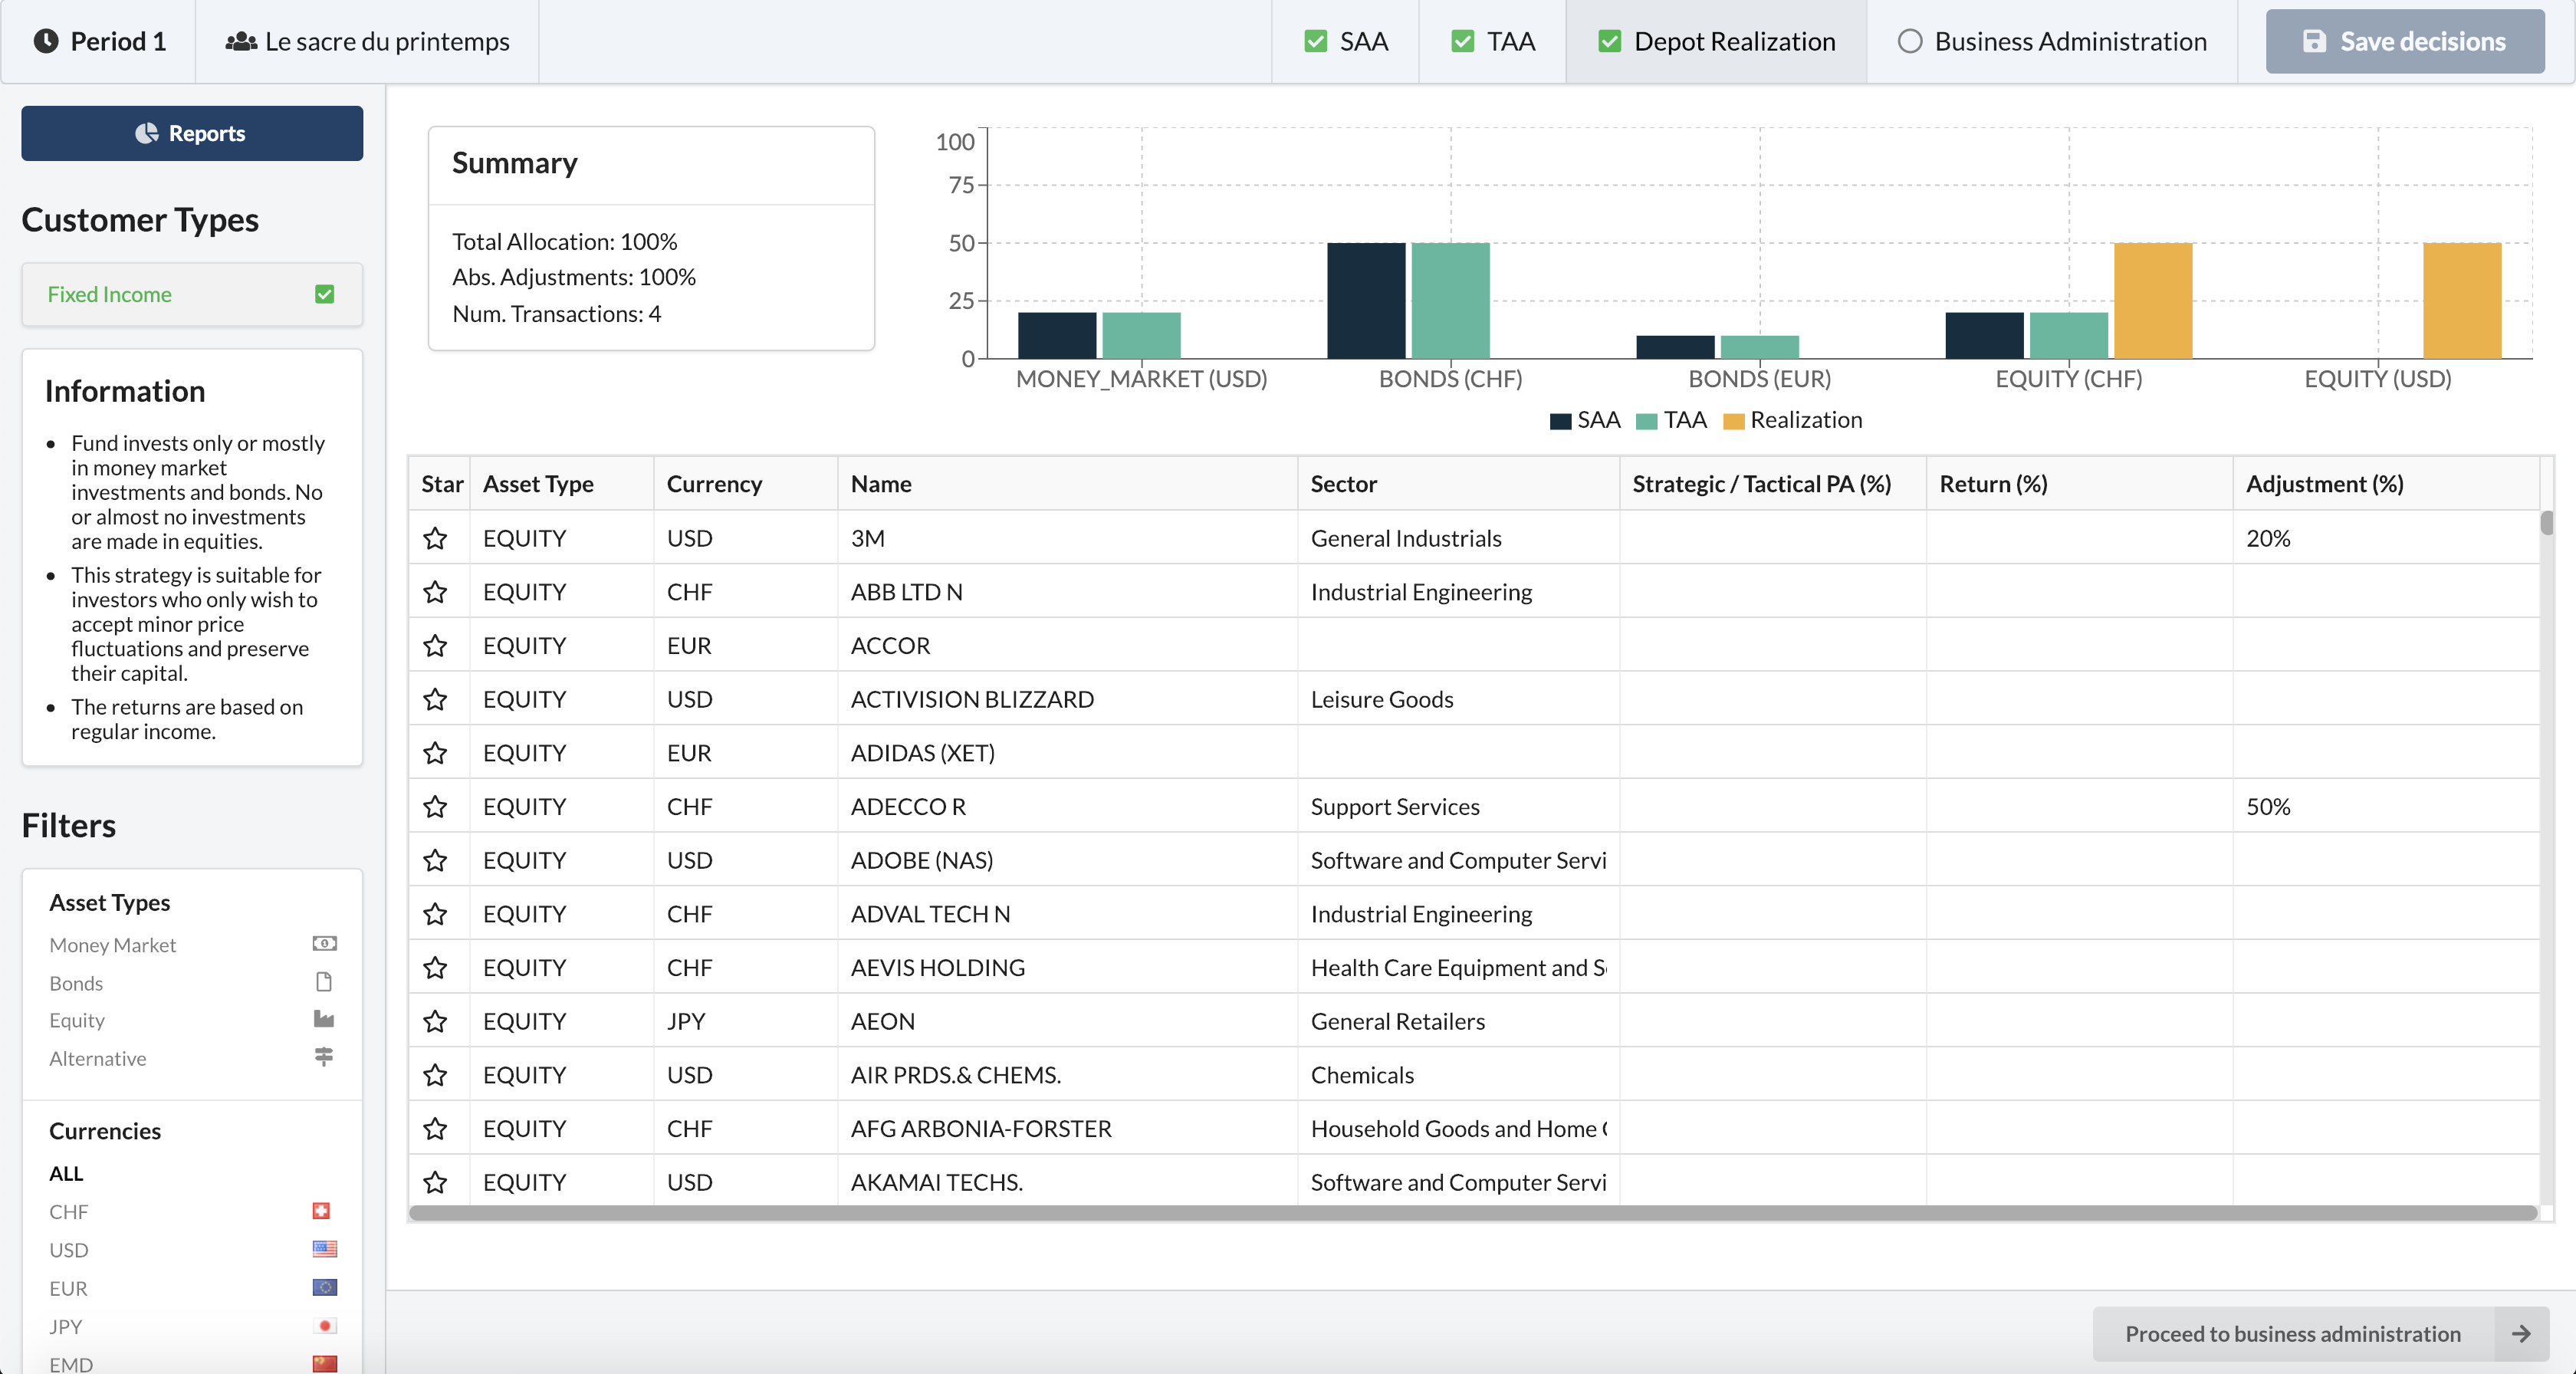 Period 1
Le sacre du printemps
SAA
TAA
Depot Realization
Business Administration
Save decisions
Reports
Customer Types
Fixed Income
Information
Fund invests only or mostly
in money market
investments and bonds. No
or almost no investments
are made in equities.
This strategy is suitable for
investors who only wish to
accept minor price
fluctuations and preserve
their capital.
The returns are based on
regular income.
Filters
Asset Types
Money Market
Bonds
Equity
Alternative
Currencies
ALL
CHF
USD
EUR
JPY
EMD
Summary
Total Allocation: 100%
Abs. Adjustments: 100%
Num. Transactions: 4
100
75
50
25
0
MONEY_MARKET (USD) BONDS (CHF) BONDS (EUR) EQUITY (CHF) EQUITY (USD)
SAA TAA Realization
Star Asset Type Currency Name Sector Strategic / Tactical PA (%) Return (%) Adjustment (%)
EQUITY USD 3M General Industrials 20%
EQUITY CHF ABB LTD N Industrial Engineering
EQUITY EUR ACCOR
EQUITY USD ACTIVISION BLIZZARD Leisure Goods
EQUITY EUR ADIDAS (XET)
EQUITY CHF ADECCO R Support Services 50%
EQUITY USD ADOBE (NAS) Software and Computer Servi
EQUITY CHF ADVAL TECH N Industrial Engineering
EQUITY CHF AEVIS HOLDING Health Care Equipment and S
EQUITY JPY AEON General Retailers
EQUITY USD AIR PRDS.& CHEMS. Chemicals
EQUITY CHF AFG ARBONIA-FORSTER Household Goods and Home
EQUITY USD AKAMAI TECHS. Software and Computer Servi
Proceed to business administration